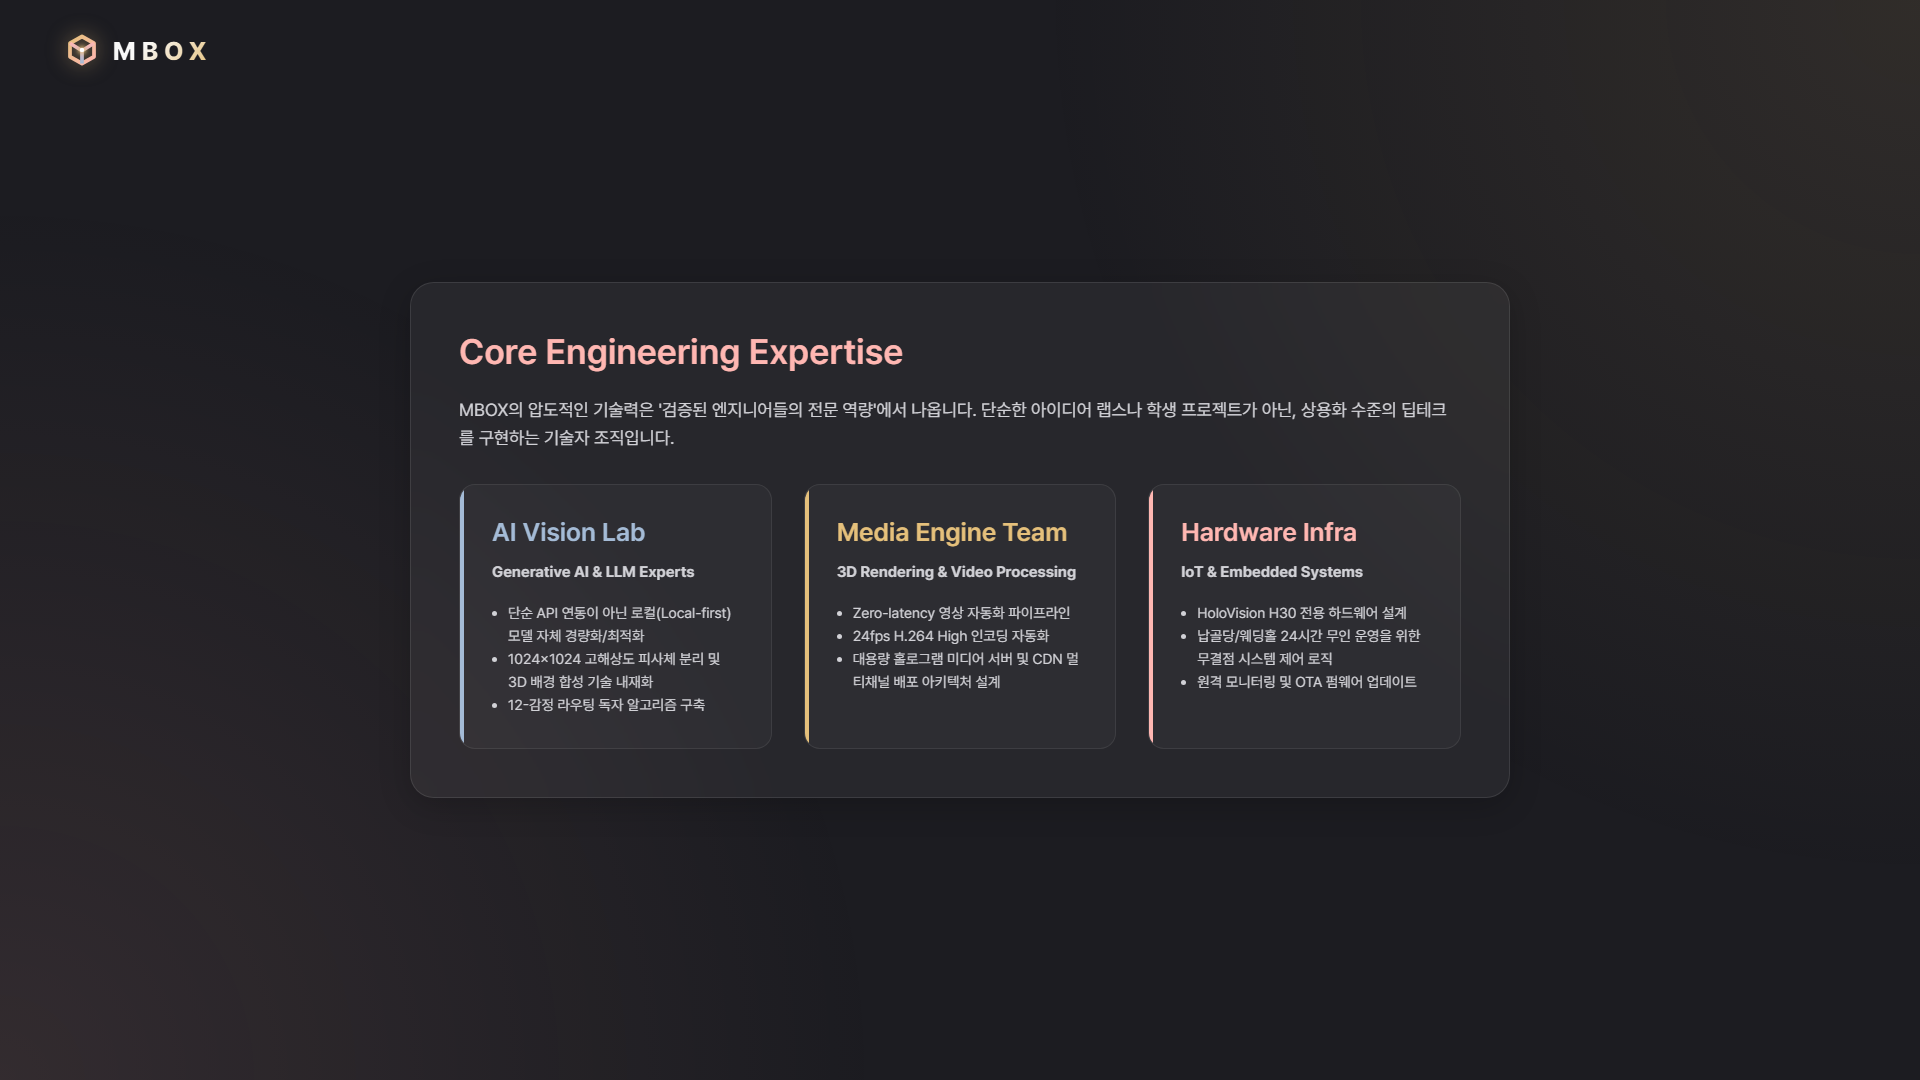 MBOX
Core Engineering Expertise
MBOX의 압도적인 기술력은 '검증된 엔지니어들의 전문 역량'에서 나옵니다. 단순한 아이디어 랩스나 학생 프로젝트가 아닌, 상용화 수준의 딥테크
를 구현하는 기술자 조직입니다.
AI Vision Lab
Generative AI & LLM Experts
• 단순 API 연동이 아닌 로컬(Local-first)
모델 자체 경량화/최적화
• 1024×1024 고해상도 피사체 분리 및
3D 배경 합성 기술 내재화
• 12-감정 라우팅 독자 알고리즘 구축
Media Engine Team
3D Rendering & Video Processing
• Zero-latency 영상 자동화 파이프라인
• 24fps H.264 High 인코딩 자동화
• 대용량 홀로그램 미디어 서버 및 CDN 멀
티채널 배포 아키텍처 설계
Hardware Infra
IoT & Embedded Systems
• HoloVision H30 전용 하드웨어 설계
• 납골당/웨딩홀 24시간 무인 운영을 위한
무결점 시스템 제어 로직
• 원격 모니터링 및 OTA 펌웨어 업데이트